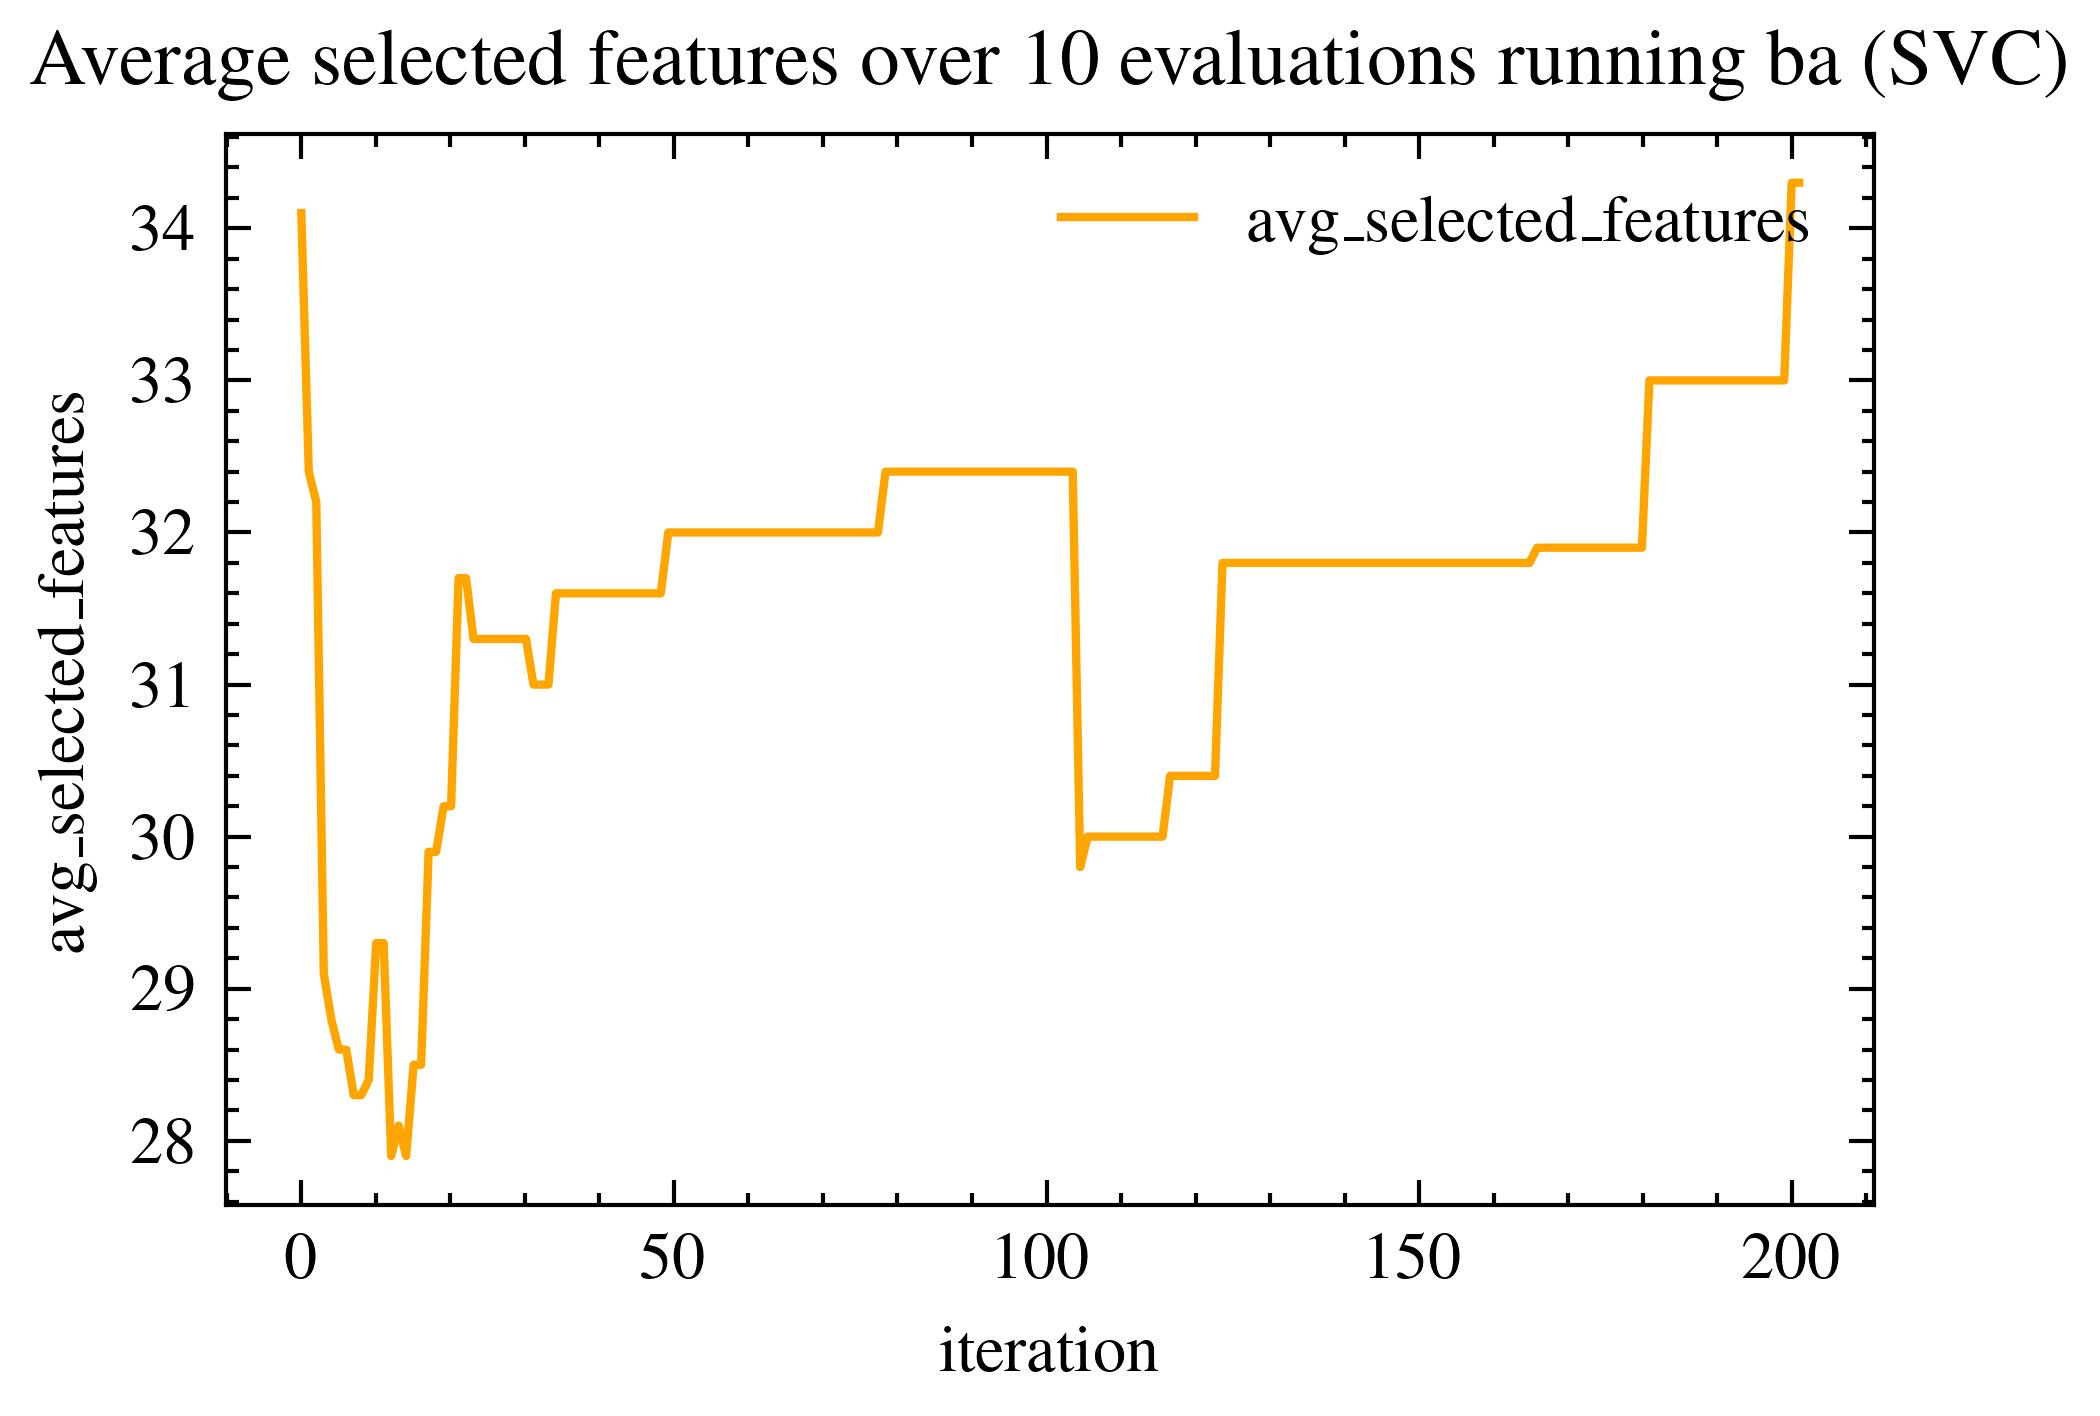 Average selected features over 10 evaluations running ba (SVC)
avg_selected_features
34
33
32
31
30
29
28
avg_selected_features
0 50 100 150 200
iteration